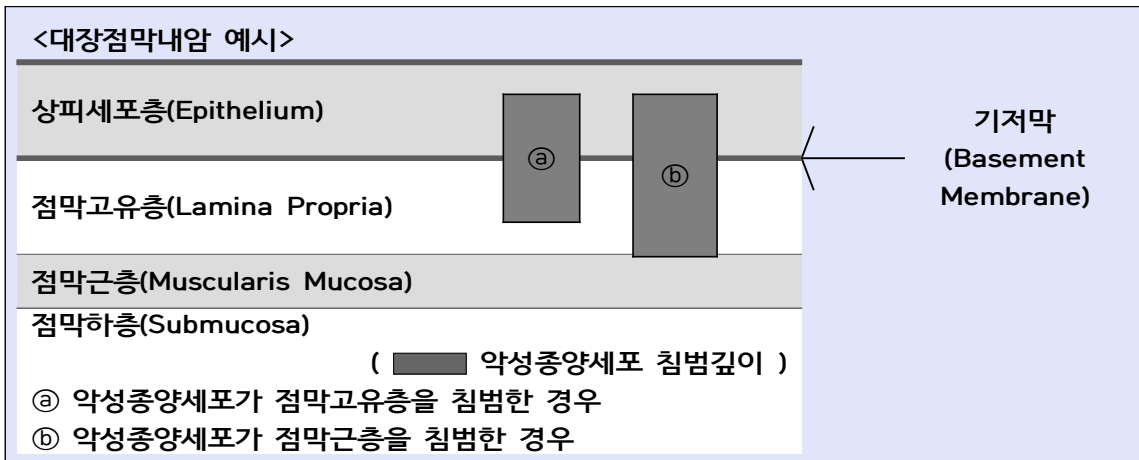 <대장점막내암 예시>
상피세포층(Epithelium)
기저막
(Basement
Membrane)
ⓐ
ⓑ
점막고유층(Lamina Propria)
점막근층(Muscularis Mucosa)
점막하층(Submucosa)
( 악성종양세포 침범깊이 )
ⓐ 악성종양세포가 점막고유층을 침범한 경우
ⓑ 악성종양세포가 점막근층을 침범한 경우